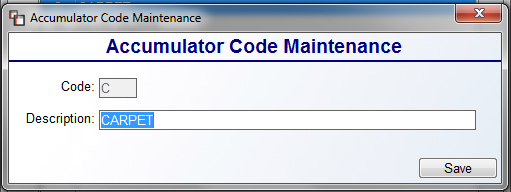 Accumulator Code Maintenance
Accumulator Code Maintenance
Code: C
Description: CARPET
Save